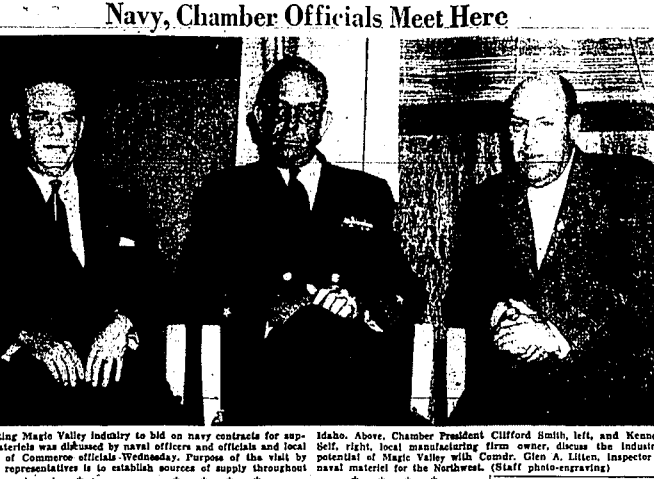 Navy, Chamber Officials Meet Here
ting Magic Valley industry to bid on navy contracts for sup-
ateriels was discussed by naval officers and officials and local
of Commerce officials Wednesday. Purpose of the visit by
representatives is to establish sources of supply throughout
Idaho. Above, Chamber President Clifford Smith, left, and Kenne
Self, right, local manufacturing firm owner, discuss the industr
potential of Magic Valley with Comdr. Glen A. Litten, inspector
naval materiel for the Northwest. (Staff photo-engraving)